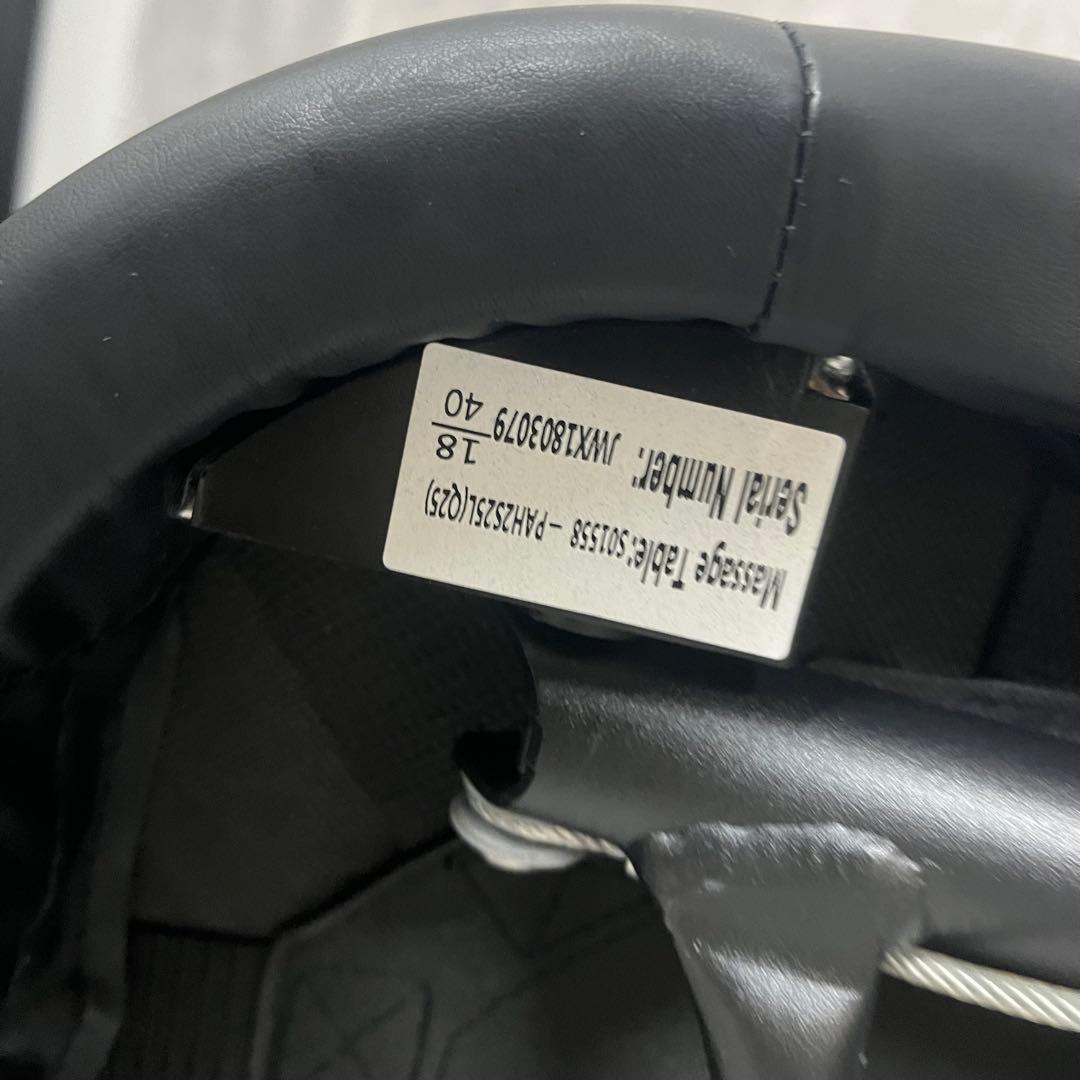 Massage Table: S01558 - PAH2S25L(Q25)
Serial Number: JWX1803079 18/40